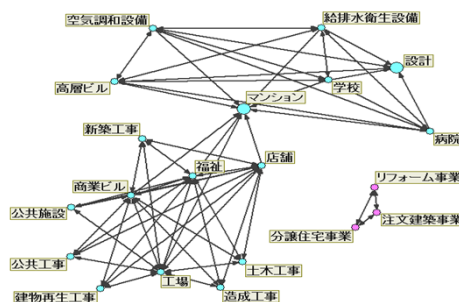 空気調和設備
給排水衛生設備
設計
高層ビル
学校
マンション
新築工事
病院
福祉
店舗
商業ビル
リフォーム事業
公共施設
注文建築事業
分譲住宅事業
公共工事
土木工事
工場
建物再生工事
造成工事